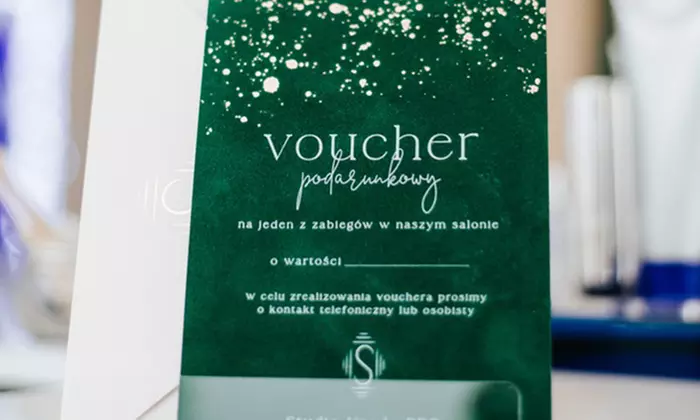 voucher
podarunkowy
na jeden z zabiegów w naszym salonie
o wartości
w celu zrealizowania vouchera prosimy
o kontakt telefoniczny lub osobisty
S